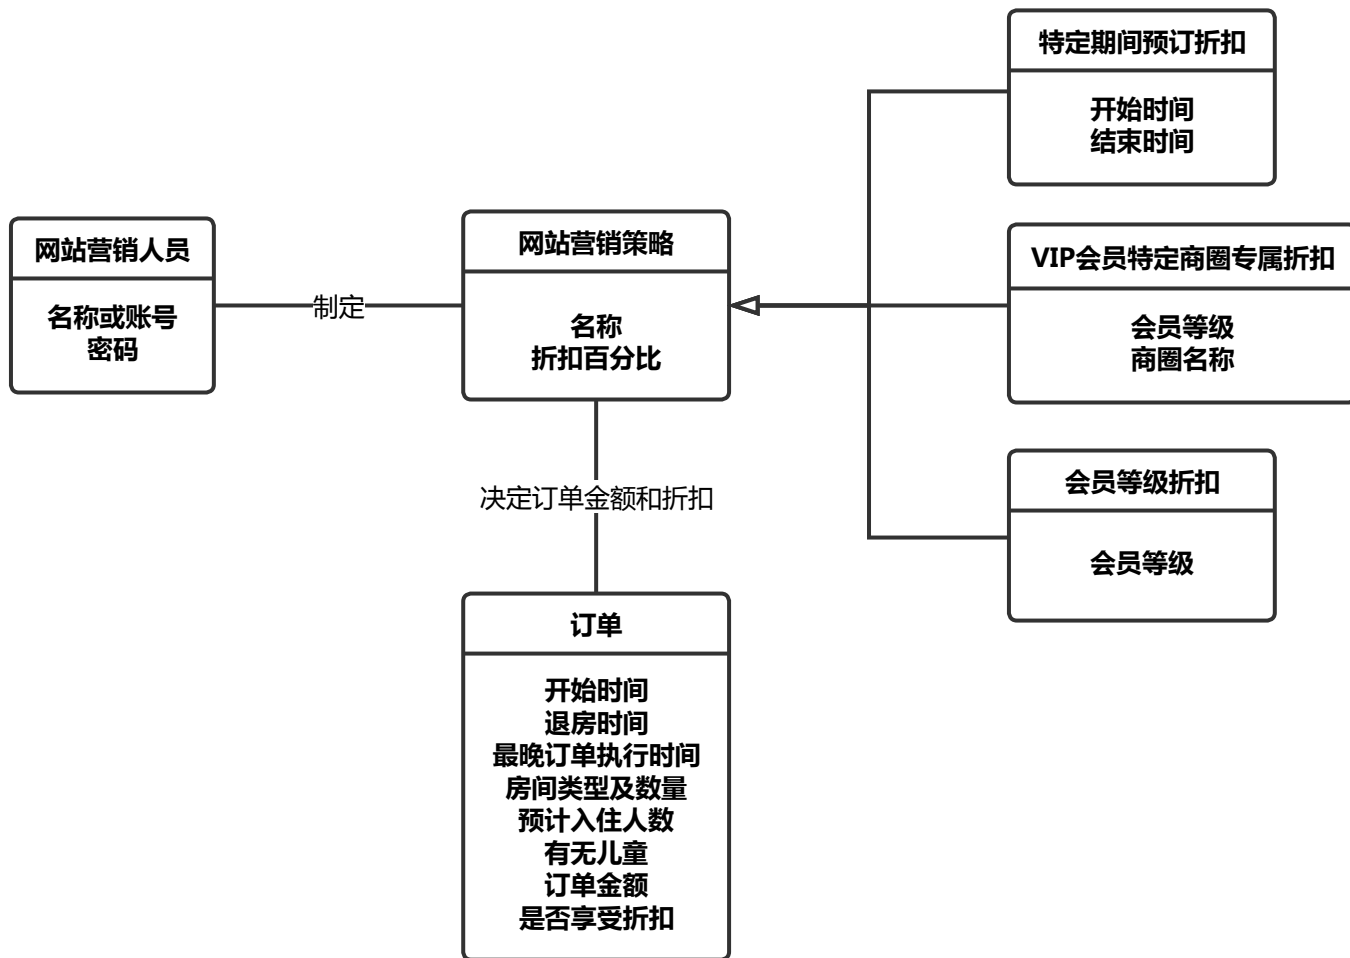 特定期间预订折扣
开始时间
结束时间
网站营销人员
名称或账号
密码
制定
网站营销策略
名称
折扣百分比
VIP会员特定商圈专属折扣
会员等级
商圈名称
决定订单金额和折扣
会员等级折扣
会员等级
订单
开始时间
退房时间
最晚订单执行时间
房间类型及数量
预计入住人数
有无儿童
订单金额
是否享受折扣